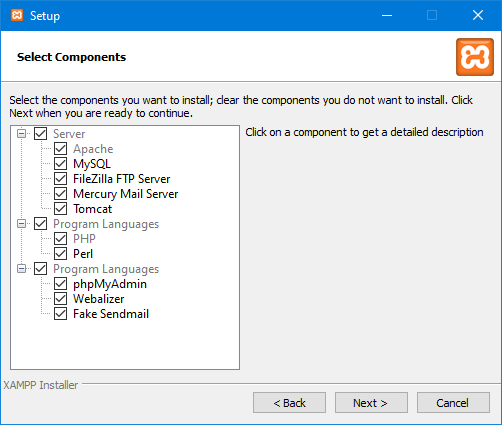 Setup
Select Components
Select the components you want to install; clear the components you do not want to install. Click
Next when you are ready to continue.
Click on a component to get a detailed description
Server
Apache
MySQL
FileZilla FTP Server
Mercury Mail Server
Tomcat
Program Languages
PHP
Perl
Program Languages
phpMyAdmin
Webalizer
Fake Sendmail
XAMPP Installer
< Back
Next >
Cancel